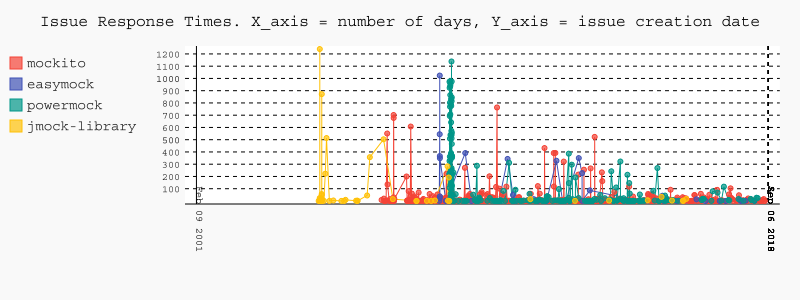 Issue Response Times. X_axis = number of days, Y_axis = issue creation date
mockito
easymock
powermock
jmock-library
1200
1100
1000
900
800
700
600
500
400
300
200
100
Feb 09 2001
Sep 06 2018